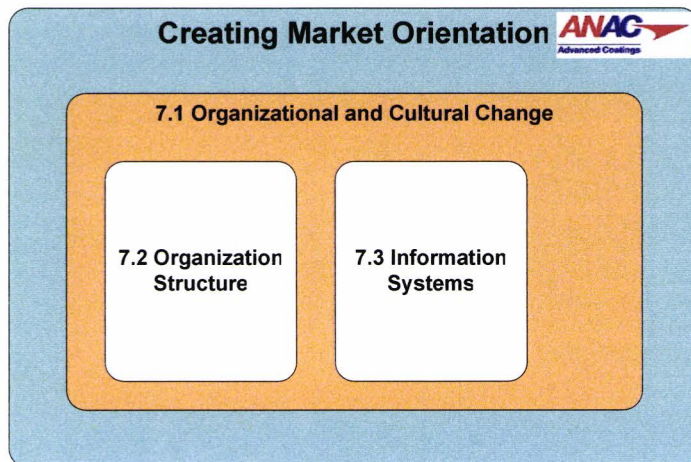 Creating Market Orientation
ANAC
Advanced Coatings
7.1 Organizational and Cultural Change
7.2 Organization
Structure
7.3 Information
Systems